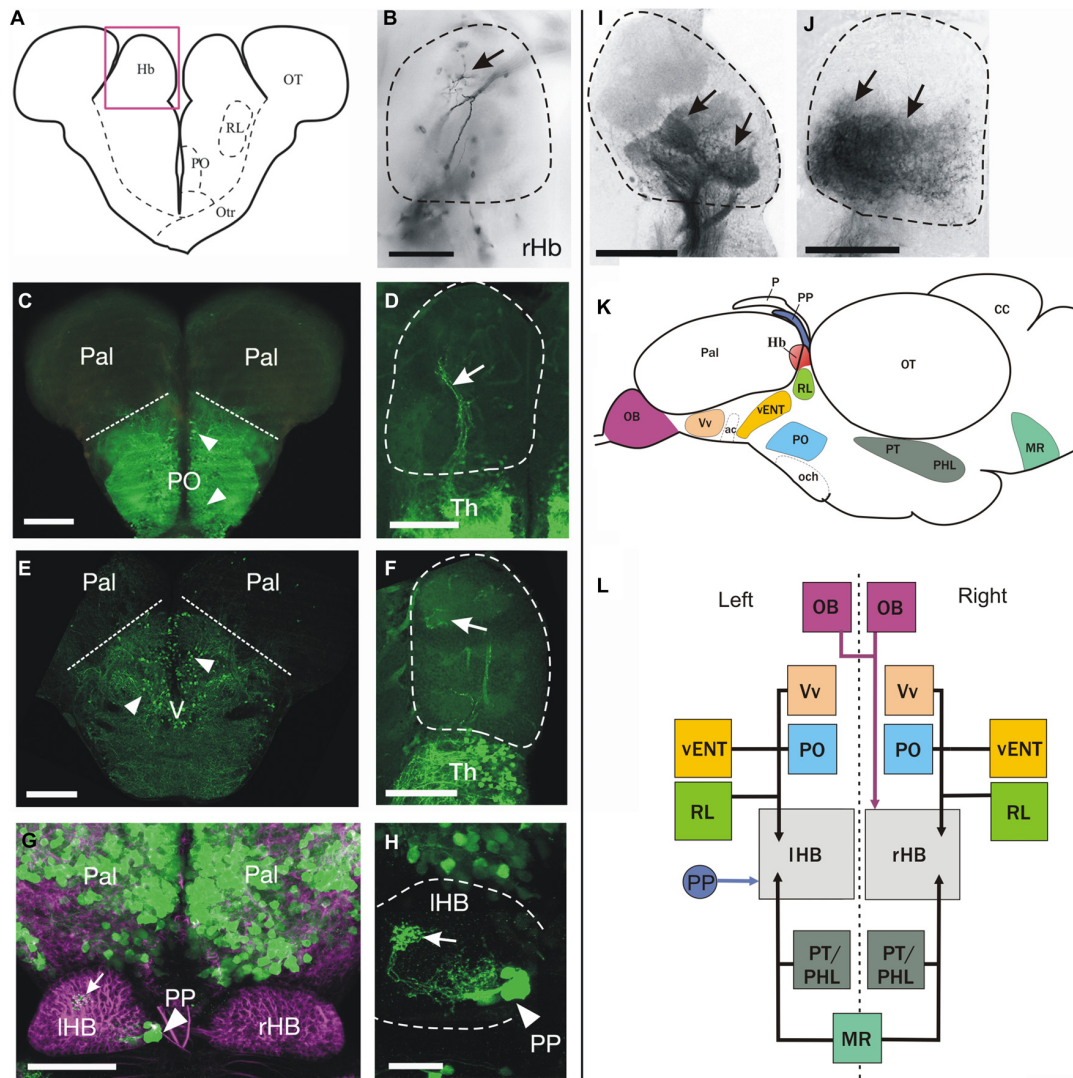 A
Hb
OT
RL
PO
Otr
B
rHb
C
Pal
Pal
PO
D
Th
E
Pal
Pal
V
F
Th
G
Pal
Pal
PP
lHB
rHB
H
lHB
PP
I
J
K
P
PP
CC
Pal
Hb
OT
RL
OB
Vv
ac
vENT
PO
PT
PHL
MR
och
L
Left
OB
OB
Right
Vv
Vv
vENT
PO
PO
vENT
RL
RL
lHB
rHB
PP
PT/
PHL
PT/
PHL
MR